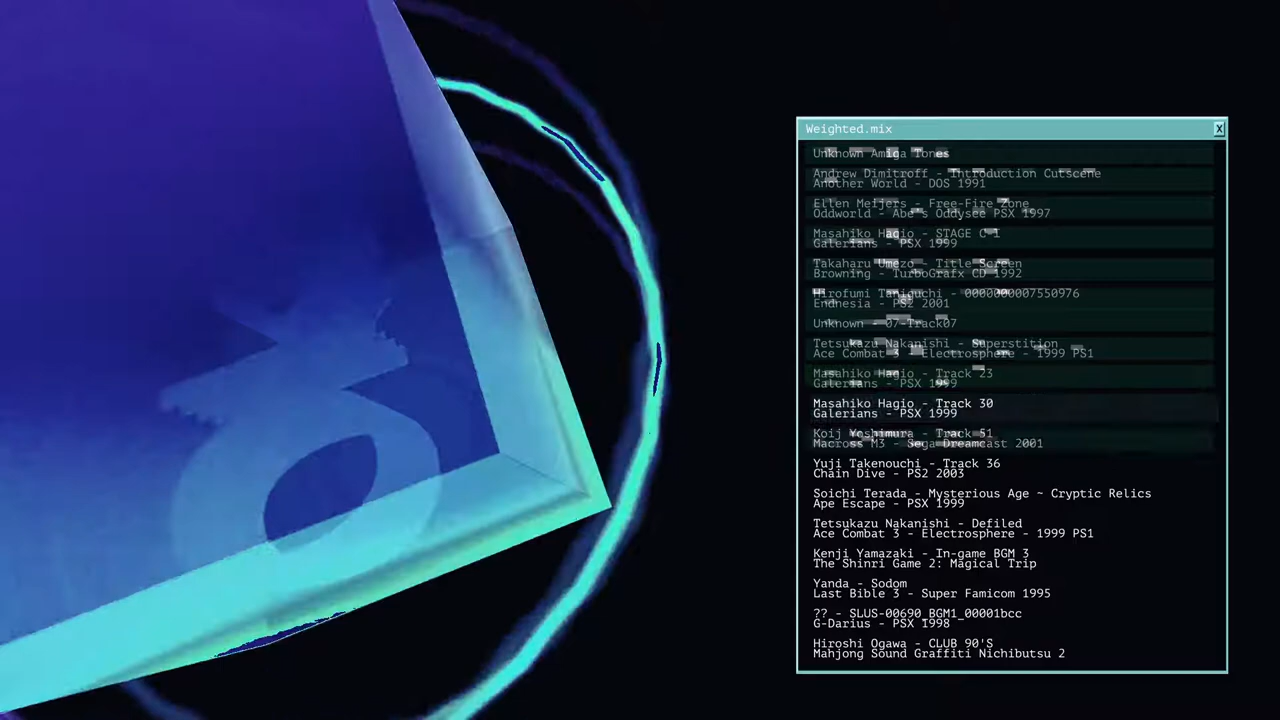 Weighted.mix
X
Unknown Amiga Tones
Andrew Dimitroff - Introduction Cutscene
Another World - DOS 1991
Ellen Meijers - Free-Fire Zone
Oddworld - Abe's Oddysee PSX 1997
Masahiko Hagio - STAGE C-1
Galerians - PSX 1999
Takaharu Umezo - Title Screen
Browning - TurboGrafx CD 1992
Hirofumi Taniguchi - 0000000007550976
Endnesia - PS2 2001
Unknown - 07-Track07
Tetsukazu Nakanishi - Superstition
Ace Combat 3 - Electrosphere - 1999 PS1
Masahiko Hagio - Track 23
Galerians - PSX 1999
Masahiko Hagio - Track 30
Galerians - PSX 1999
Koij Yoshimura - Track 51
Macross M3 - Sega Dreamcast 2001
Yuji Takenouchi - Track 36
Chain Dive - PS2 2003
Soichi Terada - Mysterious Age ~ Cryptic Relics
Ape Escape - PSX 1999
Tetsukazu Nakanishi - Defiled
Ace Combat 3 - Electrosphere - 1999 PS1
Kenji Yamazaki - In-game BGM 3
The Shinri Game 2: Magical Trip
Yanda - Sodom
Last Bible 3 - Super Famicom 1995
?? - SLUS-00690_BGM1_00001bcc
G-Darius - PSX 1998
Hiroshi Ogawa - CLUB 90'S
Mahjong Sound Graffiti Nichibutsu 2